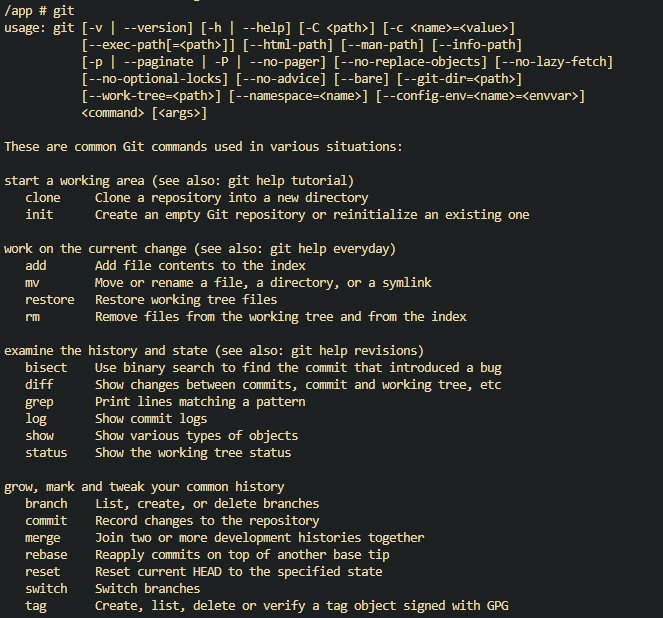 /app # git
usage: git [-v | --version] [-h | --help] [-C <path>] [-c <name>=<value>]
           [--exec-path[=<path>]] [--html-path] [--man-path] [--info-path]
           [-p | --paginate | -P | --no-pager] [--no-replace-objects] [--no-lazy-fetch]
           [--no-optional-locks] [--no-advice] [--bare] [--git-dir=<path>]
           [--work-tree=<path>] [--namespace=<name>] [--config-env=<name>=<envvar>]
           <command> [<args>]

These are common Git commands used in various situations:

start a working area (see also: git help tutorial)
   clone     Clone a repository into a new directory
   init      Create an empty Git repository or reinitialize an existing one

work on the current change (see also: git help everyday)
   add       Add file contents to the index
   mv        Move or rename a file, a directory, or a symlink
   restore   Restore working tree files
   rm        Remove files from the working tree and from the index

examine the history and state (see also: git help revisions)
   bisect    Use binary search to find the commit that introduced a bug
   diff      Show changes between commits, commit and working tree, etc
   grep      Print lines matching a pattern
   log       Show commit logs
   show      Show various types of objects
   status    Show the working tree status

grow, mark and tweak your common history
   branch    List, create, or delete branches
   commit    Record changes to the repository
   merge     Join two or more development histories together
   rebase    Reapply commits on top of another base tip
   reset     Reset current HEAD to the specified state
   switch    Switch branches
   tag       Create, list, delete or verify a tag object signed with GPG